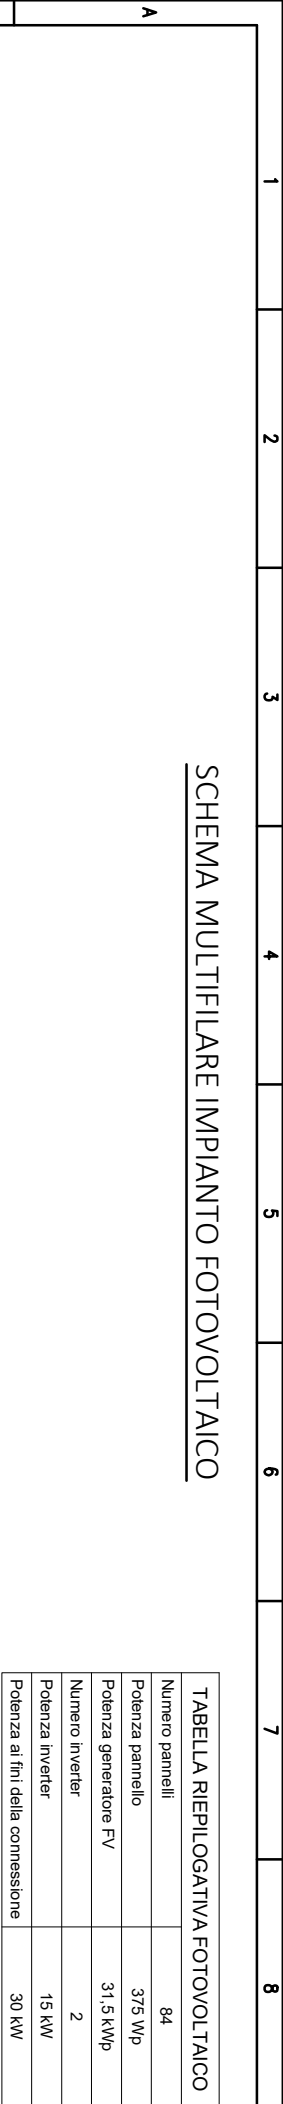 1 2 3 4 5 6 7 8
A
SCHEMA MULTIFILARE IMPIANTO FOTOVOLTAICO
TABELLA RIEPILOGATIVA FOTOVOLTAICO
Numero pannelli 84
Potenza pannello 375 Wp
Potenza generatore FV 31,5 kWp
Numero inverter 2
Potenza inverter 15 kW
Potenza ai fini della connessione 30 kW